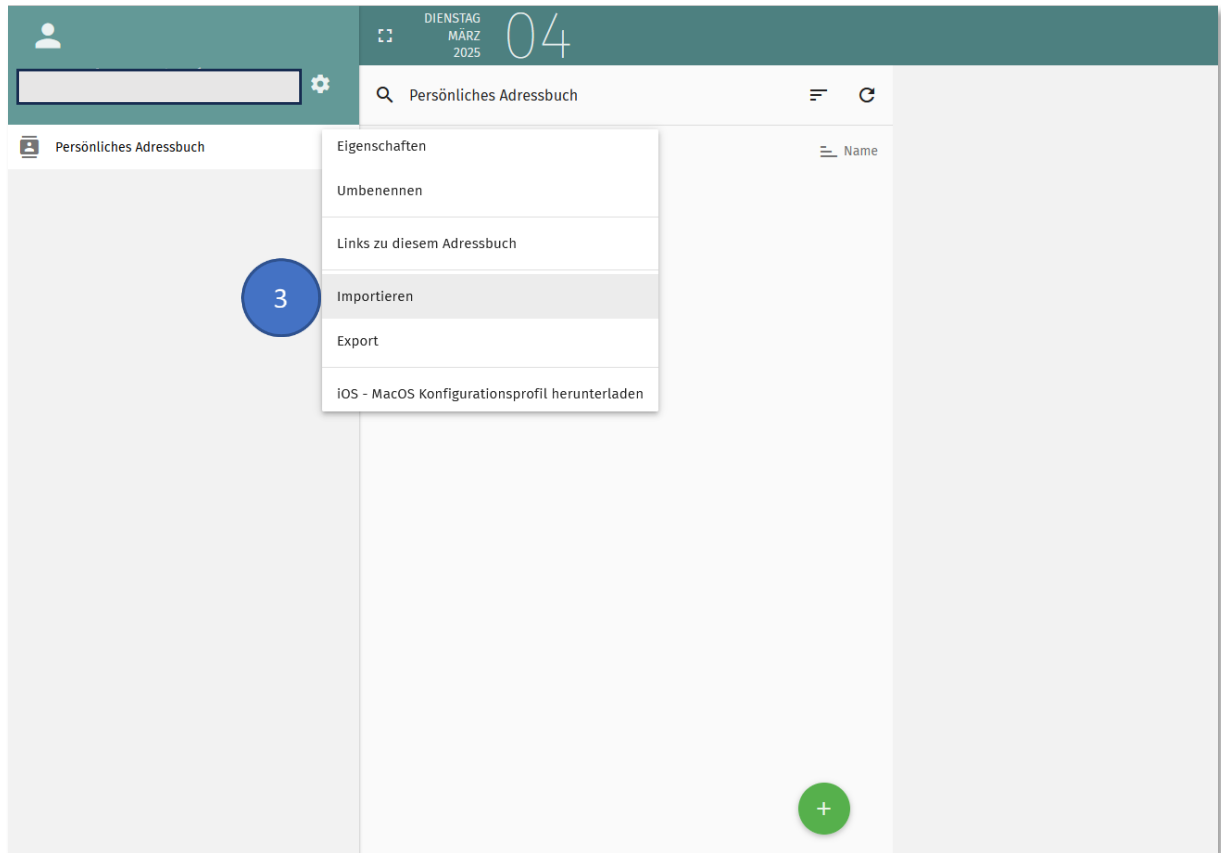 DIENSTAG
MÄRZ
2025
04
Persönliches Adressbuch
Persönliches Adressbuch
Name
Eigenschaften
Umbenennen
Links zu diesem Adressbuch
3
Importieren
Export
iOS - MacOS Konfigurationsprofil herunterladen
+